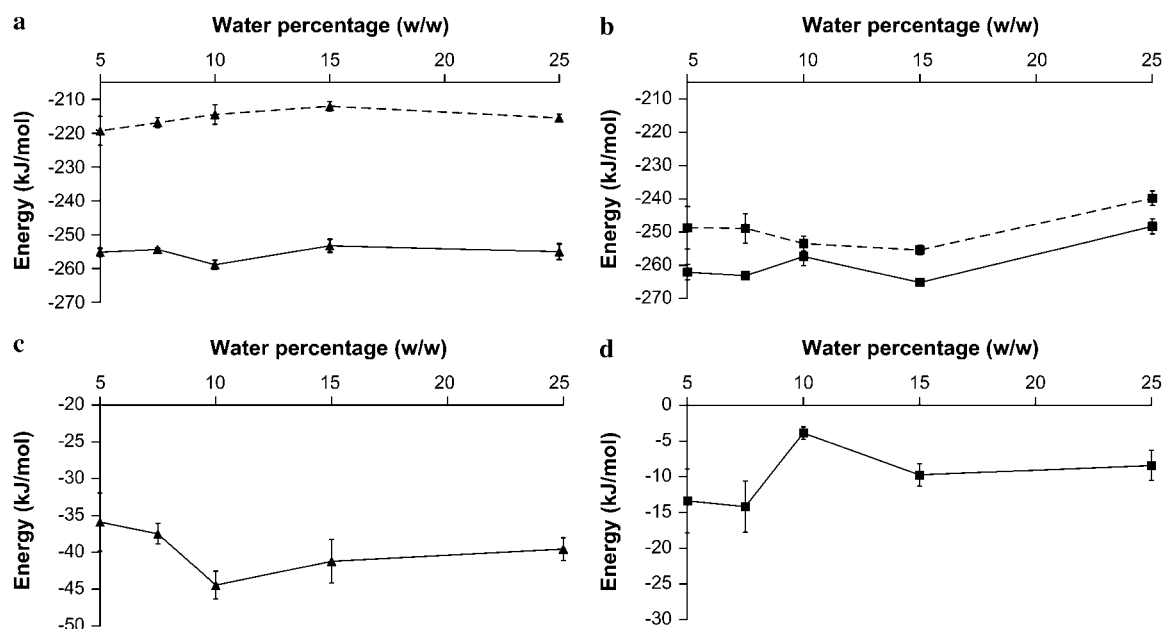 a
Water percentage (w/w)
5 10 15 20 25
Energy (kJ/mol)
-210
-220
-230
-240
-250
-260
-270
b
Water percentage (w/w)
5 10 15 20 25
Energy (kJ/mol)
-210
-220
-230
-240
-250
-260
-270
c
Water percentage (w/w)
5 10 15 20 25
Energy (kJ/mol)
-20
-25
-30
-35
-40
-45
-50
d
Water percentage (w/w)
5 10 15 20 25
Energy (kJ/mol)
0
-5
-10
-15
-20
-25
-30